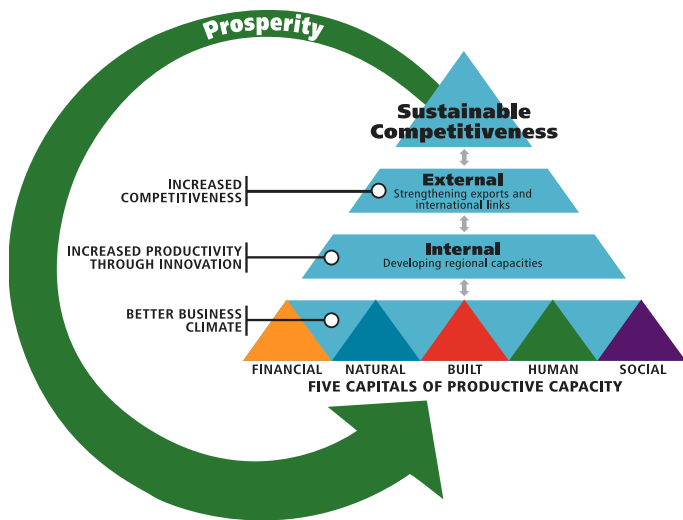 Prosperity
Sustainable
Competitiveness
INCREASED
COMPETITIVENESS
External
Strengthening exports and
international links
INCREASED PRODUCTIVITY
THROUGH INNOVATION
Internal
Developing regional capacities
BETTER BUSINESS
CLIMATE
FINANCIAL NATURAL BUILT HUMAN SOCIAL
FIVE CAPITALS OF PRODUCTIVE CAPACITY